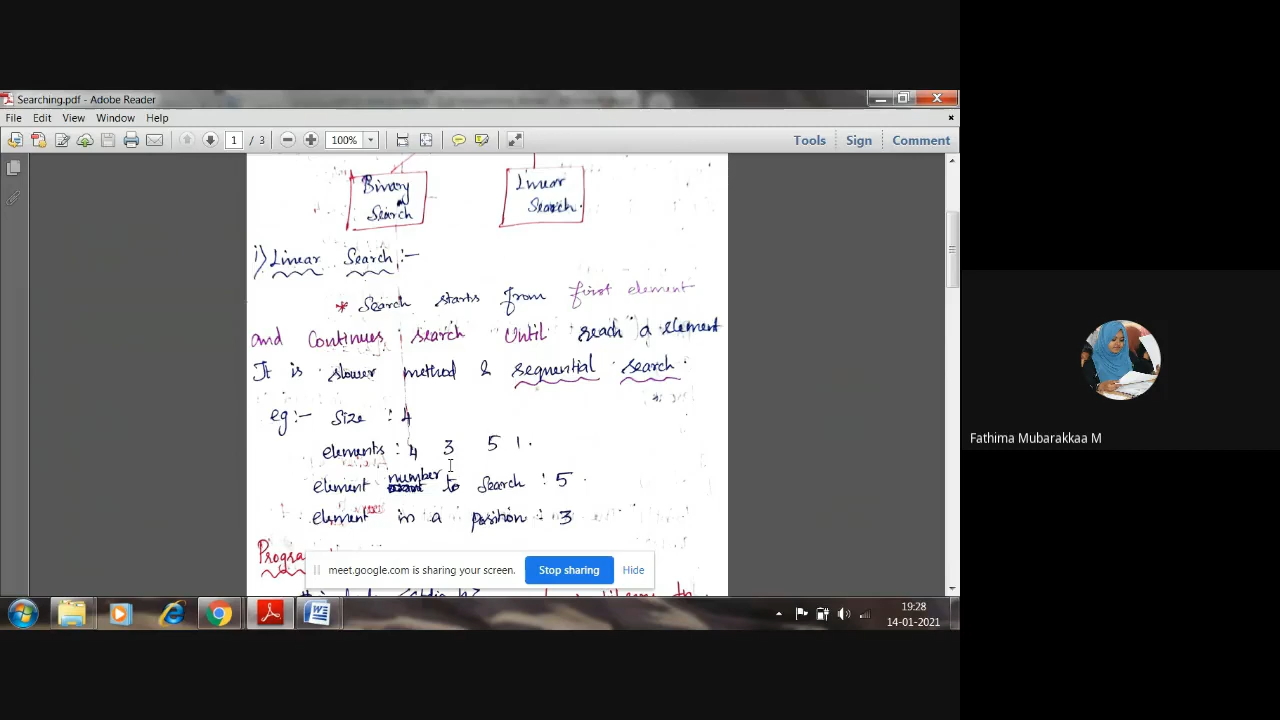 Searching.pdf - Adobe Reader
File Edit View Window Help
1 / 3 100% Tools Sign Comment
Binary Search
Linear Search.
i) Linear Search :-
* Search starts from first element
and continues search until reach a element
It is slower method & sequential search.
eg:- Size : 4
elements : 4 3 5 1.
element number to Search : 5
element in a position : 3
Progra
meet.google.com is sharing your screen. Stop sharing Hide
19:28
14-01-2021
Fathima Mubarakkaa M